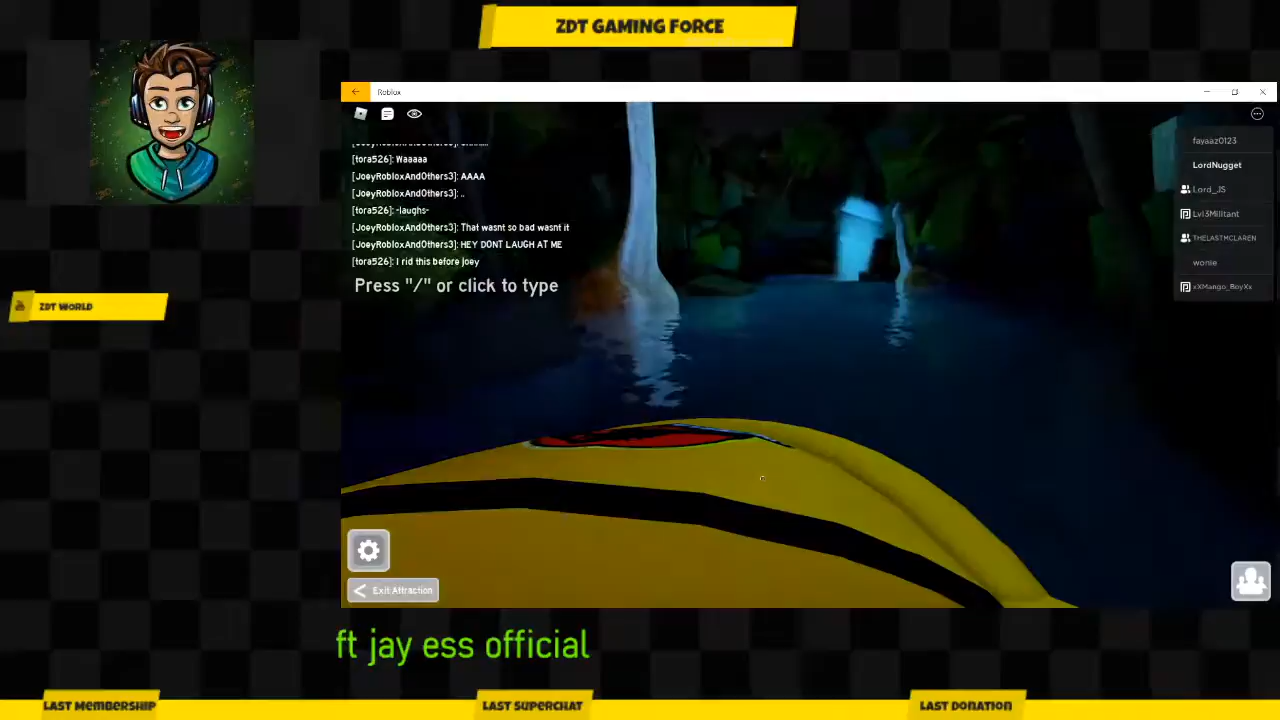 ZDT GAMING FORCE
Roblox
[tora526]: Waaaaa
[JoeyRobloxAndOthers3]: AAAA
[JoeyRobloxAndOthers3]: ..
[tora526]: -laughs-
[JoeyRobloxAndOthers3]: That wasnt so bad wasnt it
[JoeyRobloxAndOthers3]: HEY DONT LAUGH AT ME
[tora526]: I rid this before joey
Press "/" or click to type
fayaaz0123
LordNugget
Lord_JS
Lvl3Militant
THELASTMCLAREN
wonie
xXMango_BoyXx
ZDT WORLD
Exit Attraction
ft jay ess official
LAST MEMBERSHIP
LAST SUPERCHAT
LAST DONATION